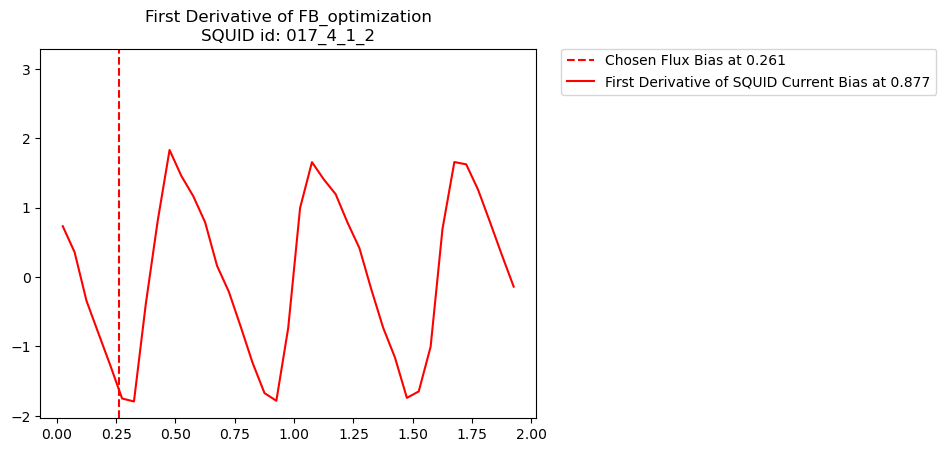 First Derivative of FB_optimization
SQUID id: 017_4_1_2
Chosen Flux Bias at 0.261
First Derivative of SQUID Current Bias at 0.877
3
2
1
0
−1
−2
0.00 0.25 0.50 0.75 1.00 1.25 1.50 1.75 2.00